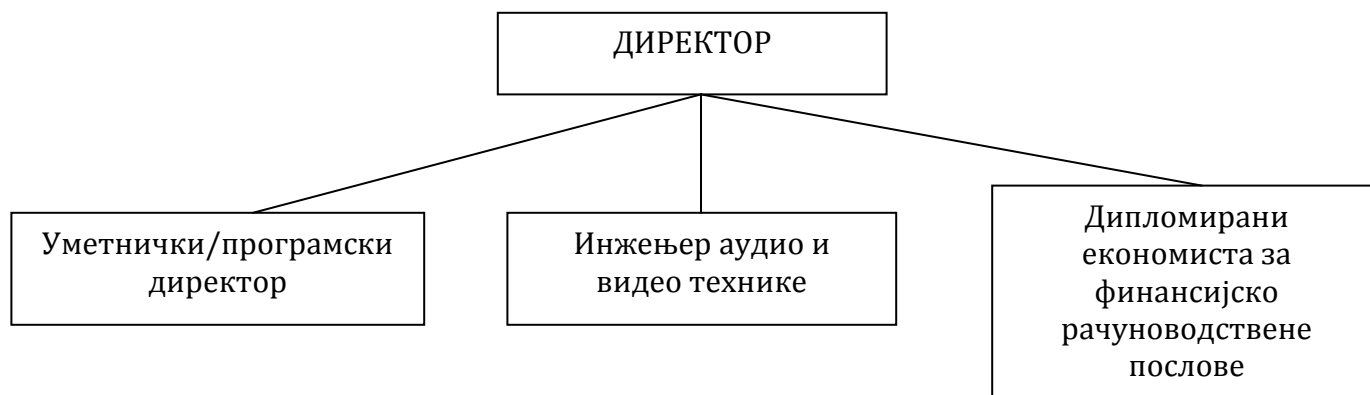 ДИРЕКТОР
Уметнички/програмски
директор
Инжењер аудио и
видео технике
Дипломирани
економиста за
финансијско
рачуноводствене
послове